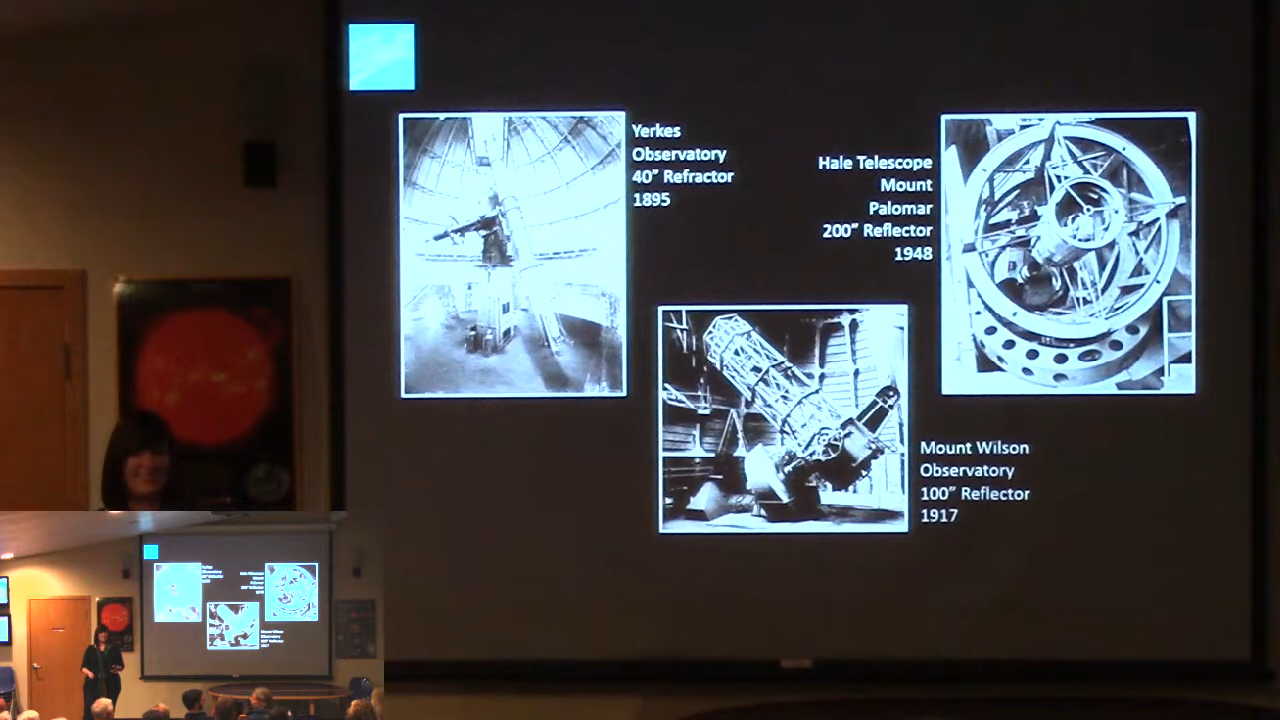 Yerkes
Observatory
40” Refractor
1895
Hale Telescope
Mount
Palomar
200” Reflector
1948
Mount Wilson
Observatory
100” Reflector
1917